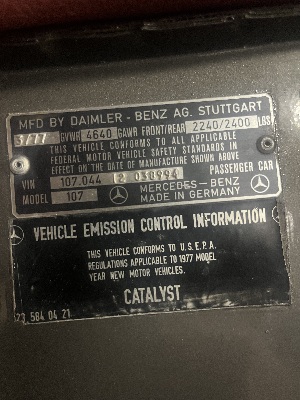 MFD BY DAIMLER - BENZ AG. STUTTGART
3/777 GVWR 4640 GAWR FRONT/REAR 2240/2400 LBS
THIS VEHICLE CONFORMS TO ALL APPLICABLE
FEDERAL MOTOR VEHICLE SAFETY STANDARDS IN
EFFECT ON THE DATE OF MANUFACTURE SHOWN ABOVE
VIN 107.044 12 038994 PASSENGER CAR
MODEL 107 MERCEDES-BENZ
MADE IN GERMANY
VEHICLE EMISSION CONTROL INFORMATION
THIS VEHICLE CONFORMS TO U.S.E.P.A.
REGULATIONS APPLICABLE TO 1977 MODEL
YEAR NEW MOTOR VEHICLES.
CATALYST
23 584 04 21